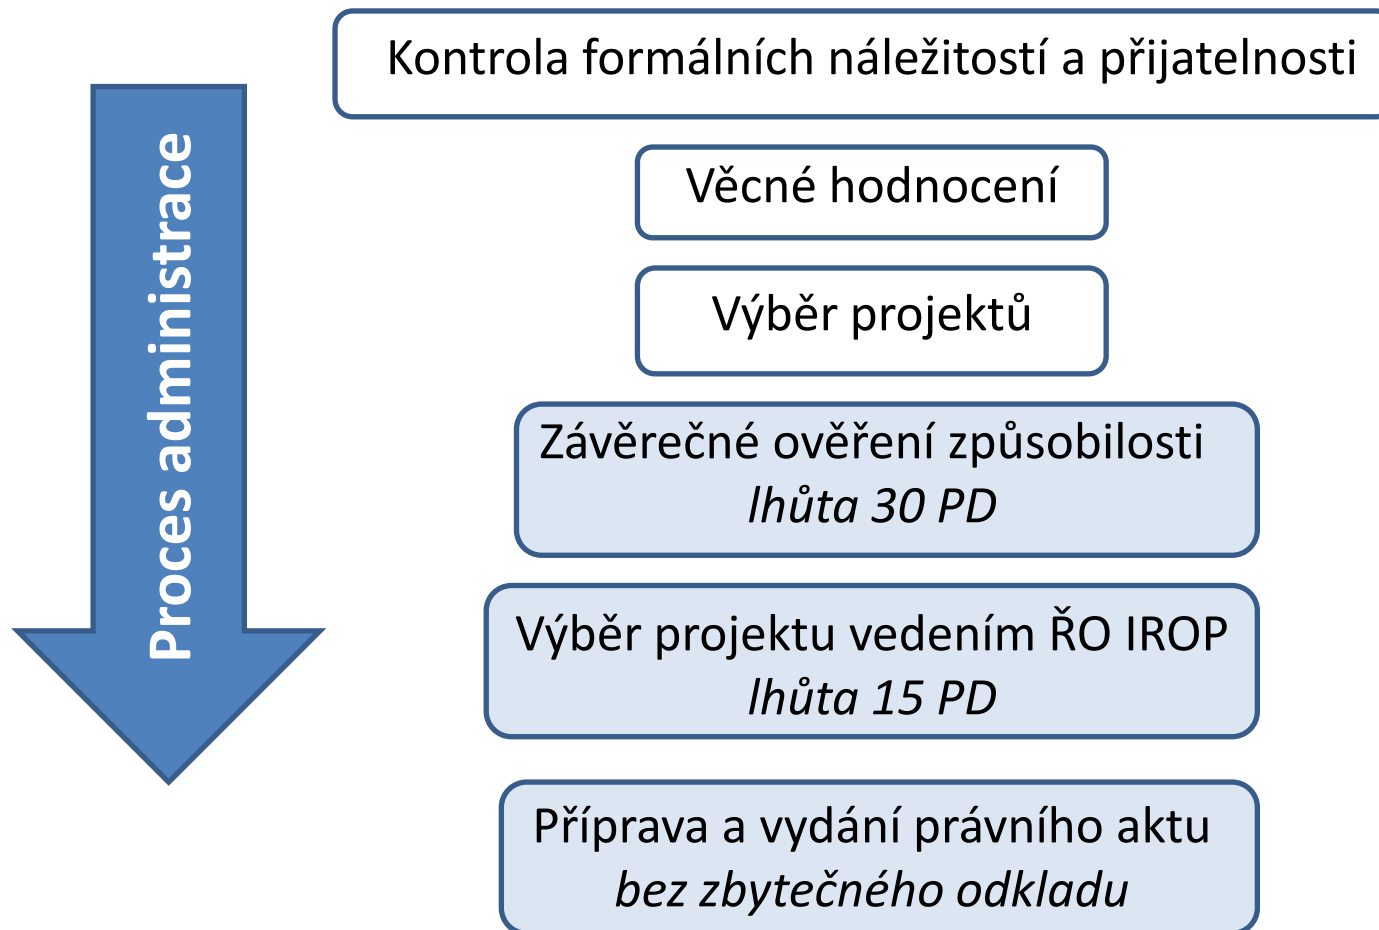 Kontrola formálních náležitostí a přijatelnosti
Proces administrace
Věcné hodnocení
Výběr projektů
Závěrečné ověření způsobilosti
lhůta 30 PD
Výběr projektu vedením ŘO IROP
lhůta 15 PD
Příprava a vydání právního aktu
bez zbytečného odkladu